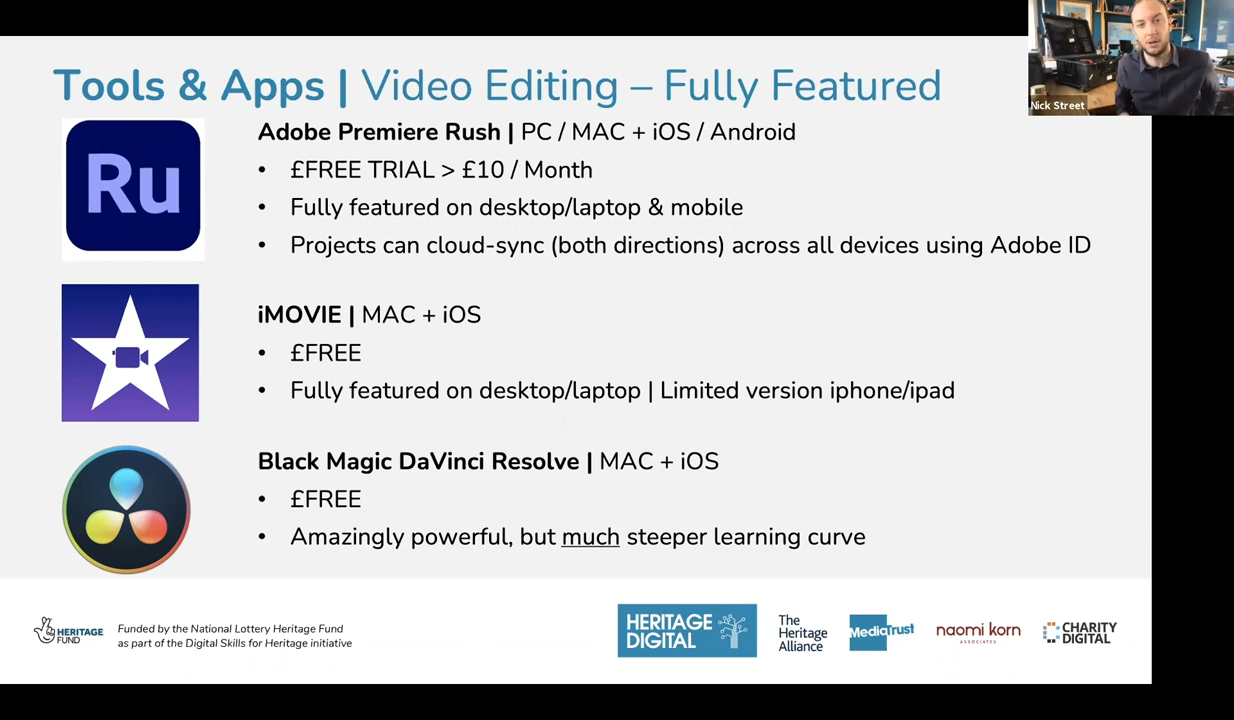 Tools & Apps | Video Editing – Fully Featured
Nick Street
Ru
Adobe Premiere Rush | PC / MAC + iOS / Android
• £FREE TRIAL > £10 / Month
• Fully featured on desktop/laptop & mobile
• Projects can cloud-sync (both directions) across all devices using Adobe ID
iMOVIE | MAC + iOS
• £FREE
• Fully featured on desktop/laptop | Limited version iphone/ipad
Black Magic DaVinci Resolve | MAC + iOS
• £FREE
• Amazingly powerful, but much steeper learning curve
HERITAGE
FUND
Funded by the National Lottery Heritage Fund
as part of the Digital Skills for Heritage initiative
HERITAGE
DIGITAL
The
Heritage
Alliance
MediaTrust
naomi korn
ASSOCIATES
CHARITY
DIGITAL